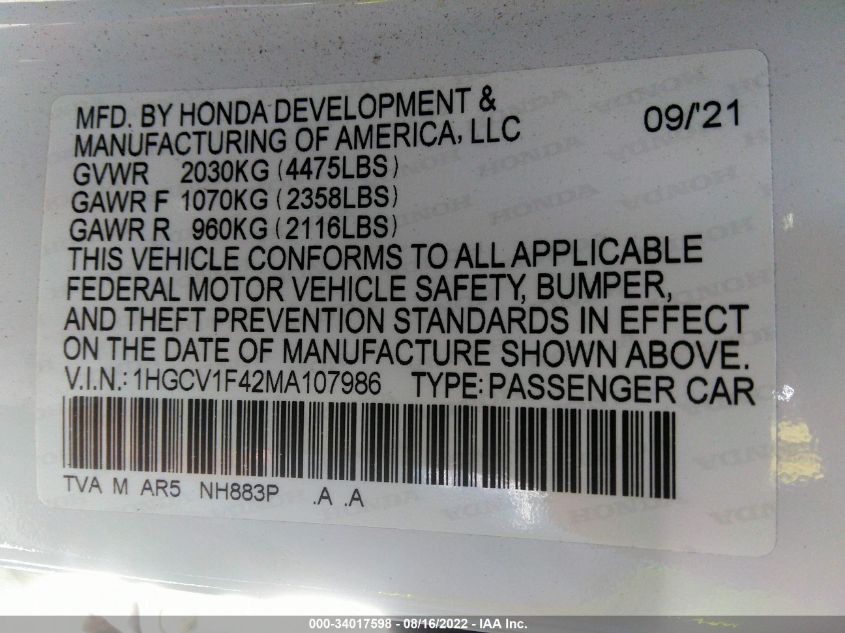 MFD. BY HONDA DEVELOPMENT & 09/'21
MANUFACTURING OF AMERICA, LLC
GVWR 2030KG (4475LBS)
GAWR F 1070KG (2358LBS)
GAWR R 960KG (2116LBS)
THIS VEHICLE CONFORMS TO ALL APPLICABLE
FEDERAL MOTOR VEHICLE SAFETY, BUMPER,
AND THEFT PREVENTION STANDARDS IN EFFECT
ON THE DATE OF MANUFACTURE SHOWN ABOVE.
V.I.N.: 1HGCV1F42MA107986 TYPE: PASSENGER CAR
TVA M AR5 NH883P .A .A
000-34017598 - 08/16/2022 - IAA Inc.